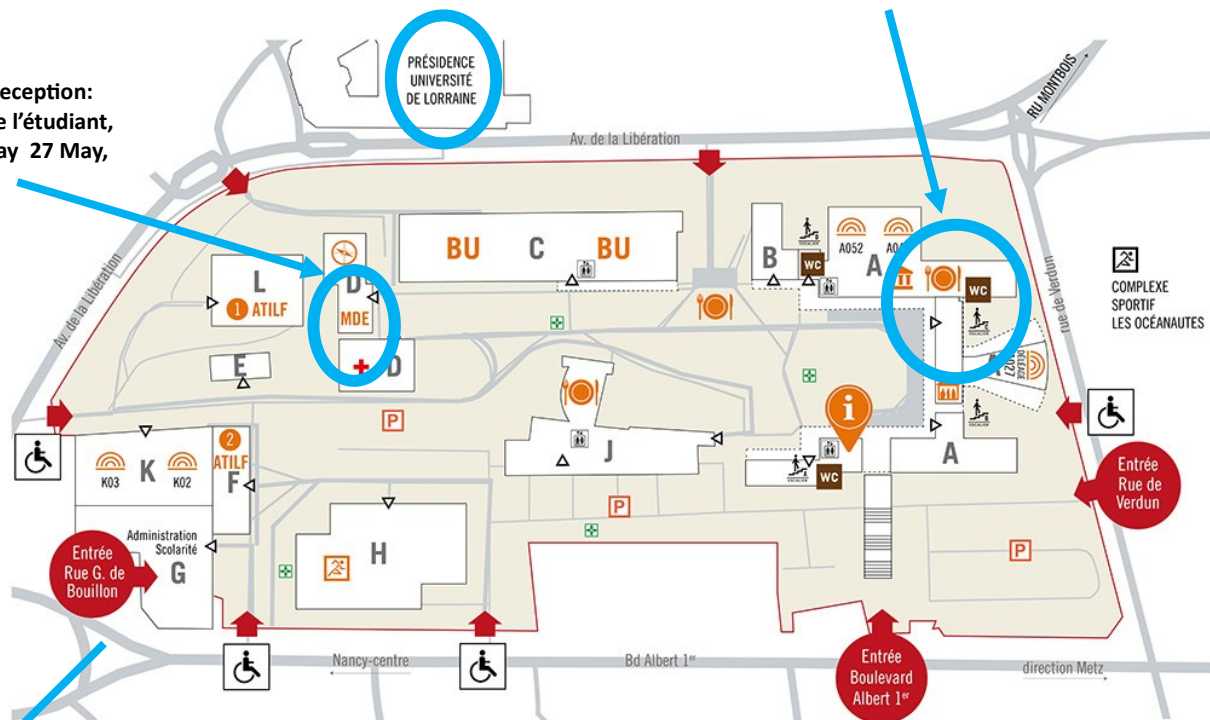 PRÉSIDENCE
UNIVERSITÉ
DE LORRAINE
eception:
e l'étudiant,
ay 27 May,
RU MONTBOIS
Av. de la Libération
Av. de la Libération
rue de Verdun
BU C BU
B
WC
ESCALIER
A052
A
WC
L
1 ATILF
D
MDE
D
E
COMPLEXE
SPORTIF
LES OCÉANAUTES
P
i
K03 K K02
2
ATILF
F
J
WC
A
P
Entrée
Rue de
Verdun
Administration
Scolarité
G
Entrée
Rue G. de
Bouillon
H
P
Entrée
Boulevard
Albert 1er
Nancy-centre
Bd Albert 1er
direction Metz